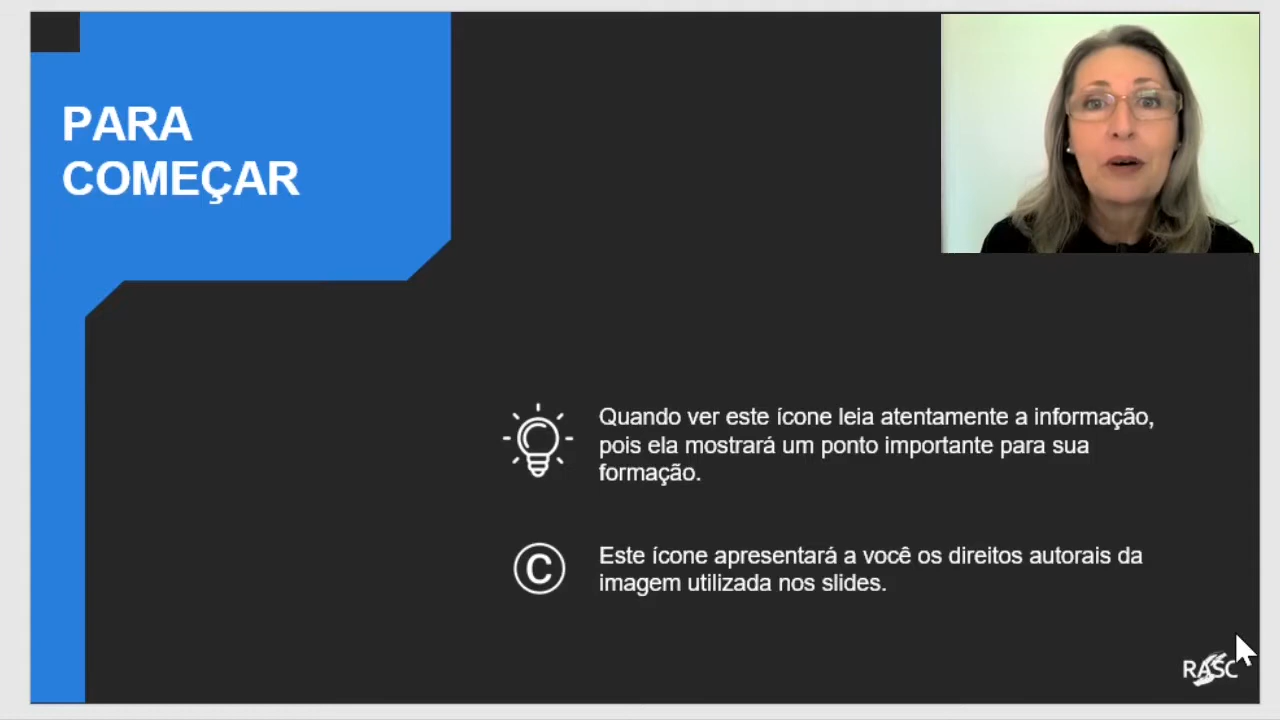 PARA
COMEÇAR
Quando ver este ícone leia atentamente a informação,
pois ela mostrará um ponto importante para sua
formação.
C
Este ícone apresentará a você os direitos autorais da
imagem utilizada nos slides.
RASC